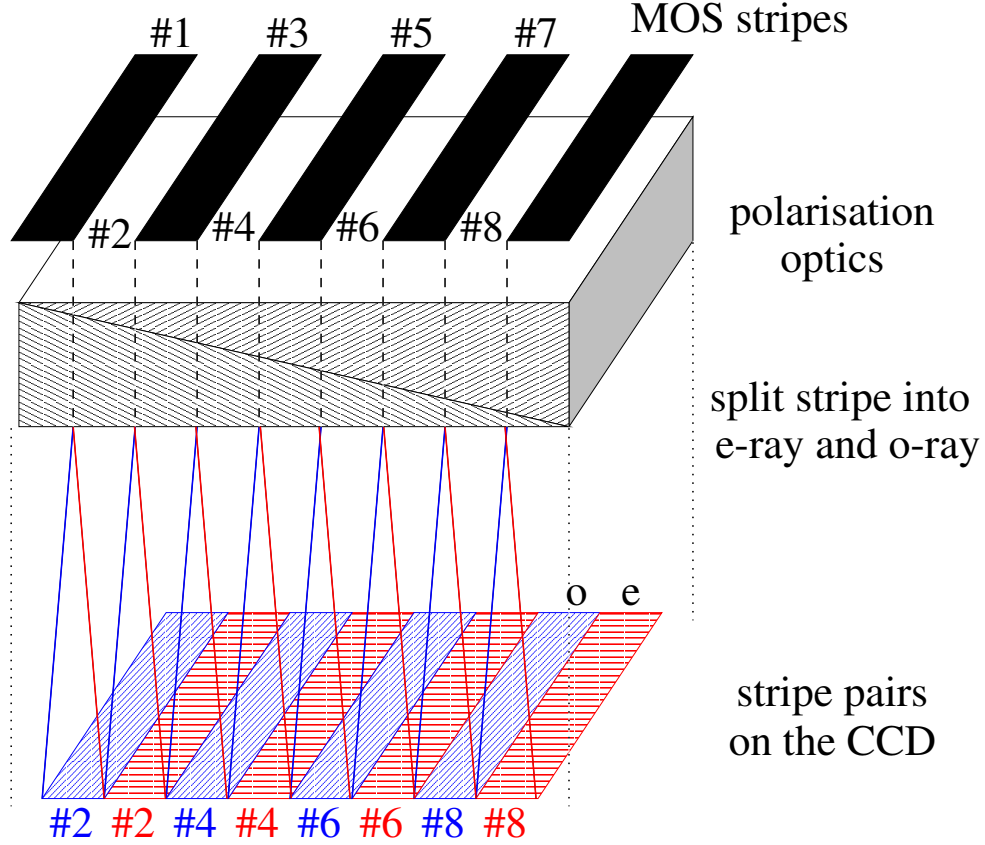 MOS stripes
#1 #3 #5 #7
#2 #4 #6 #8
polarisation
optics
split stripe into
e-ray and o-ray
o e
stripe pairs
on the CCD
#2 #2 #4 #4 #6 #6 #8 #8